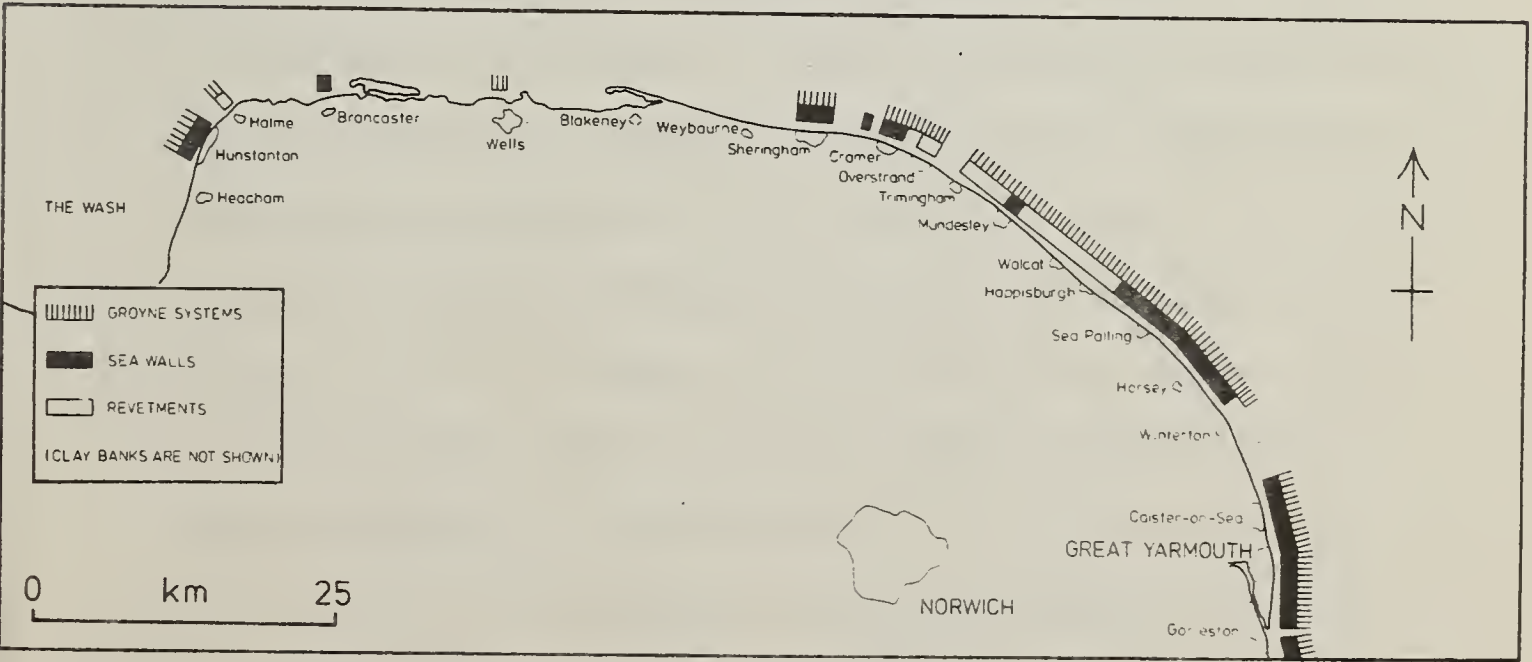 Holme
Brancaster
Wells
Blakeney
Weybourne
Sheringham
Cromer
Overstrand
Trimingham
Mundesley
Hunstanton
Heacham
THE WASH
Walcot
Happisburgh
Sea Palling
Horsey
Winterton
Caister-on-Sea
GREAT YARMOUTH
Gorleston
NORWICH
N
GROYNE SYSTEMS
SEA WALLS
REVETMENTS
(CLAY BANKS ARE NOT SHOWN)
0 km 25